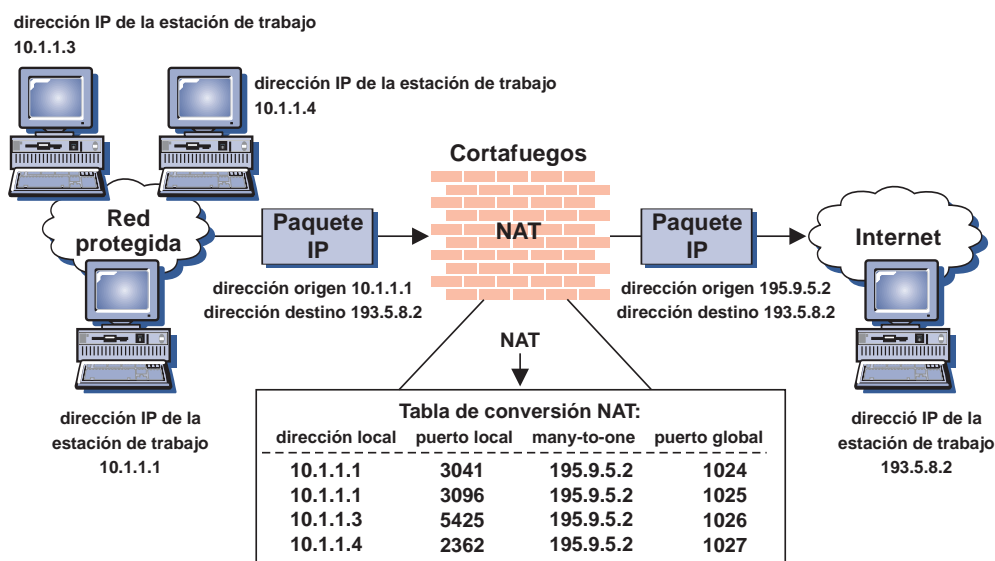 dirección IP de la estación de trabajo
10.1.1.3
dirección IP de la estación de trabajo
10.1.1.4
Cortafuegos
Red
protegida
Paquete
IP
NAT
Paquete
IP
Internet
dirección origen 10.1.1.1
dirección destino 193.5.8.2
dirección origen 195.9.5.2
dirección destino 193.5.8.2
NAT
dirección IP de la
estación de trabajo
10.1.1.1
direcció IP de la
estación de trabajo
193.5.8.2
Tabla de conversión NAT:
dirección local puerto local many-to-one puerto global
10.1.1.1 3041 195.9.5.2 1024
10.1.1.1 3096 195.9.5.2 1025
10.1.1.3 5425 195.9.5.2 1026
10.1.1.4 2362 195.9.5.2 1027